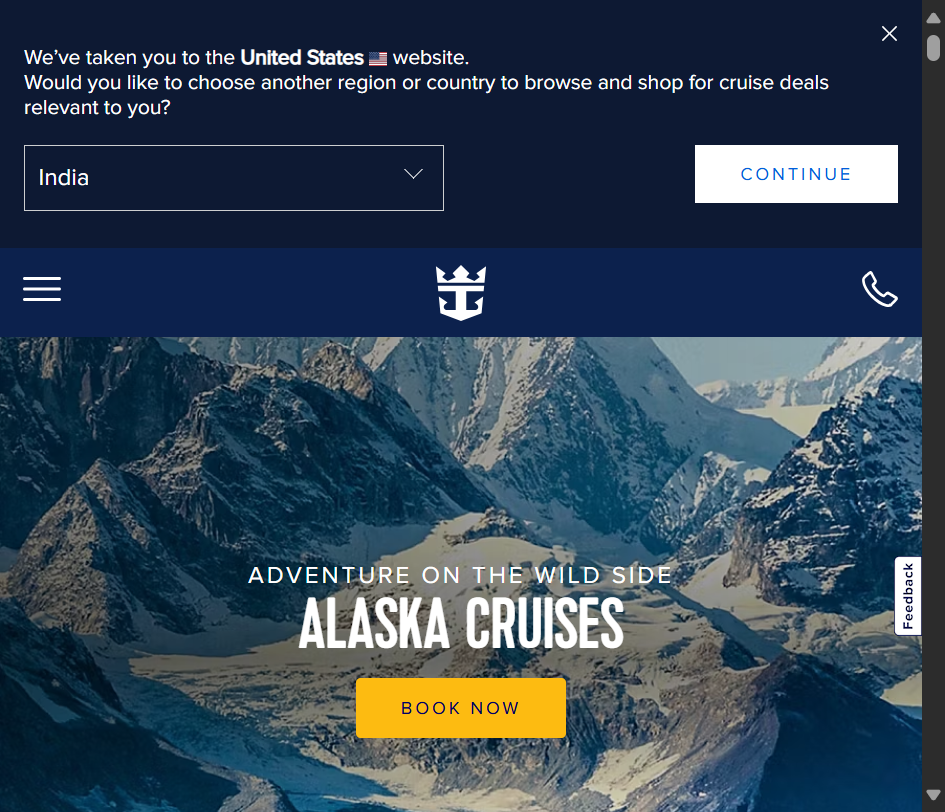 We’ve taken you to the United States 🇺🇸 website.
Would you like to choose another region or country to browse and shop for cruise deals
relevant to you?
India
CONTINUE
ADVENTURE ON THE WILD SIDE
ALASKA CRUISES
BOOK NOW
Feedback